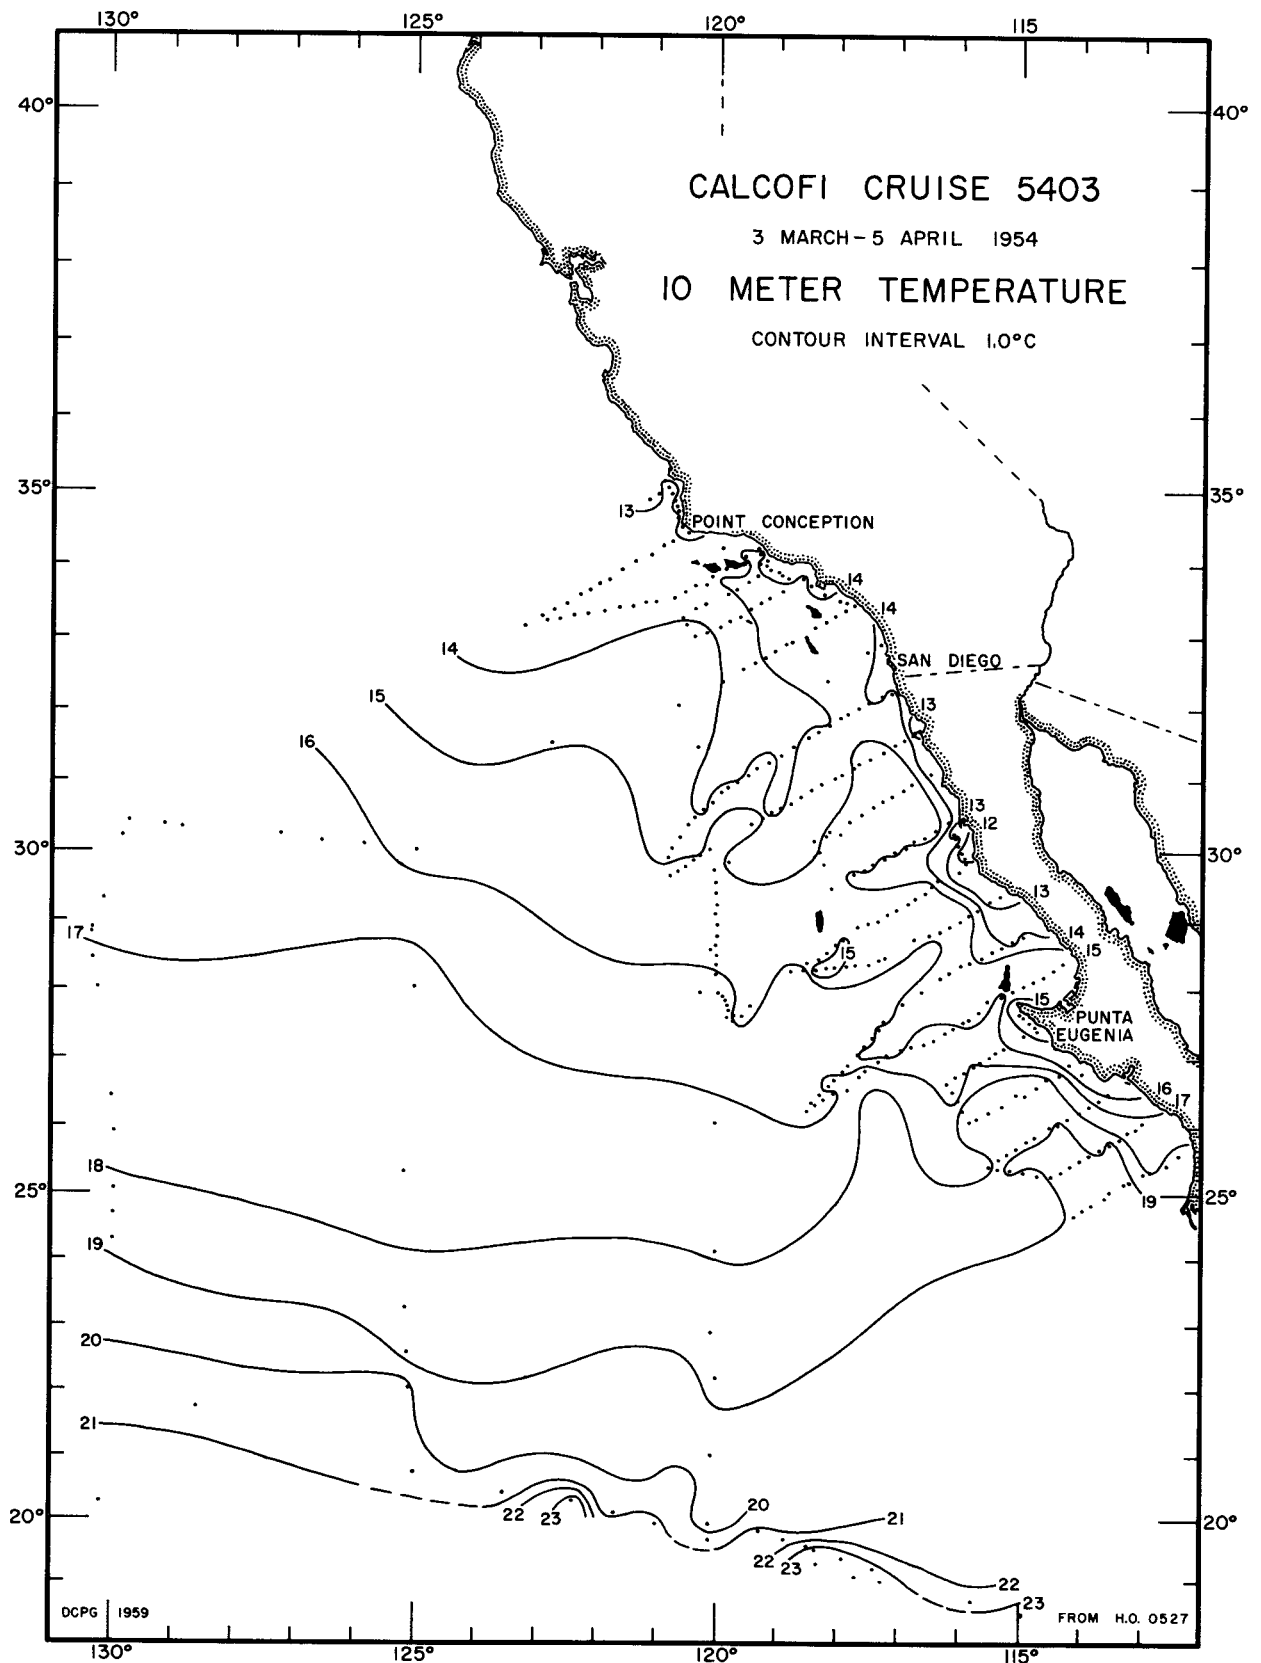 130° 125° 120° 115
40° 40°
CALCOFI CRUISE 5403
3 MARCH – 5 APRIL 1954
10 METER TEMPERATURE
CONTOUR INTERVAL 1.0°C
35° 35°
13
POINT CONCEPTION
14
14
14
SAN DIEGO
15
13
16
13
12
30° 30°
13
17
14
15
15
15
PUNTA
EUGENIA
16
17
18
25° 25°
19
19
20
21
20° 20°
22 23 20 21
22
23
22
23
DCPG 1959
FROM H.O. 0527
130° 125° 120° 115°